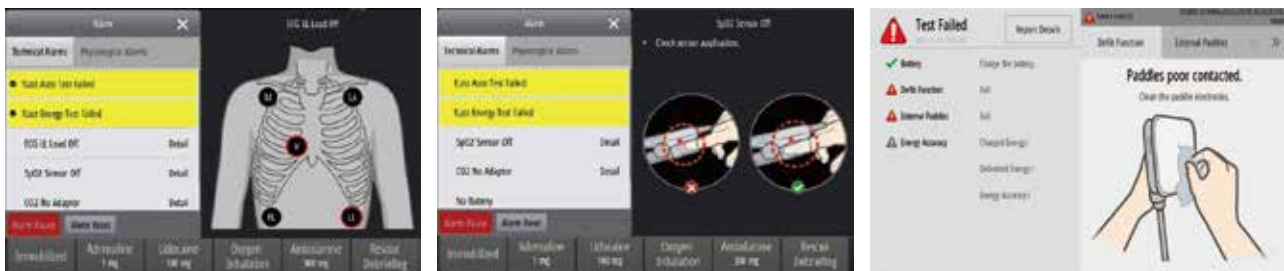 Alarm
Technical Alarms Physiological Alarms
Last Auto Test Failed
Last Energy Test Failed
ECG LL Lead Off Detail
SpO2 Sensor Off Detail
CO2 No Adapter Detail
Alarm Pause Alarm Reset
Immobilized
Adrenaline
1 mg
Lidocaine
100 mg
Oxygen
Inhalation
Amiodarone
300 mg
Rescue
Debriefing
ECG LL Lead Off
RA
LA
V
RL
LL
Alarm
Technical Alarms Physiological Alarms
Last Auto Test Failed
Last Energy Test Failed
SpO2 Sensor Off Detail
CO2 No Adapter Detail
No Battery
Alarm Pause Alarm Reset
Immobilized
Adrenaline
1 mg
Lidocaine
100 mg
Oxygen
Inhalation
Amiodarone
300 mg
Rescue
Debriefing
SpO2 Sensor Off
Check sensor application.
Test Failed
Report Details
Battery
Charge the battery.
Defib Function
Fail
External Paddles
Fail
Energy Accuracy
Charged Energy:
Delivered Energy:
Energy Accuracy:
Defib Function External Paddles
Paddles poor contacted.
Clean the paddle electrodes.